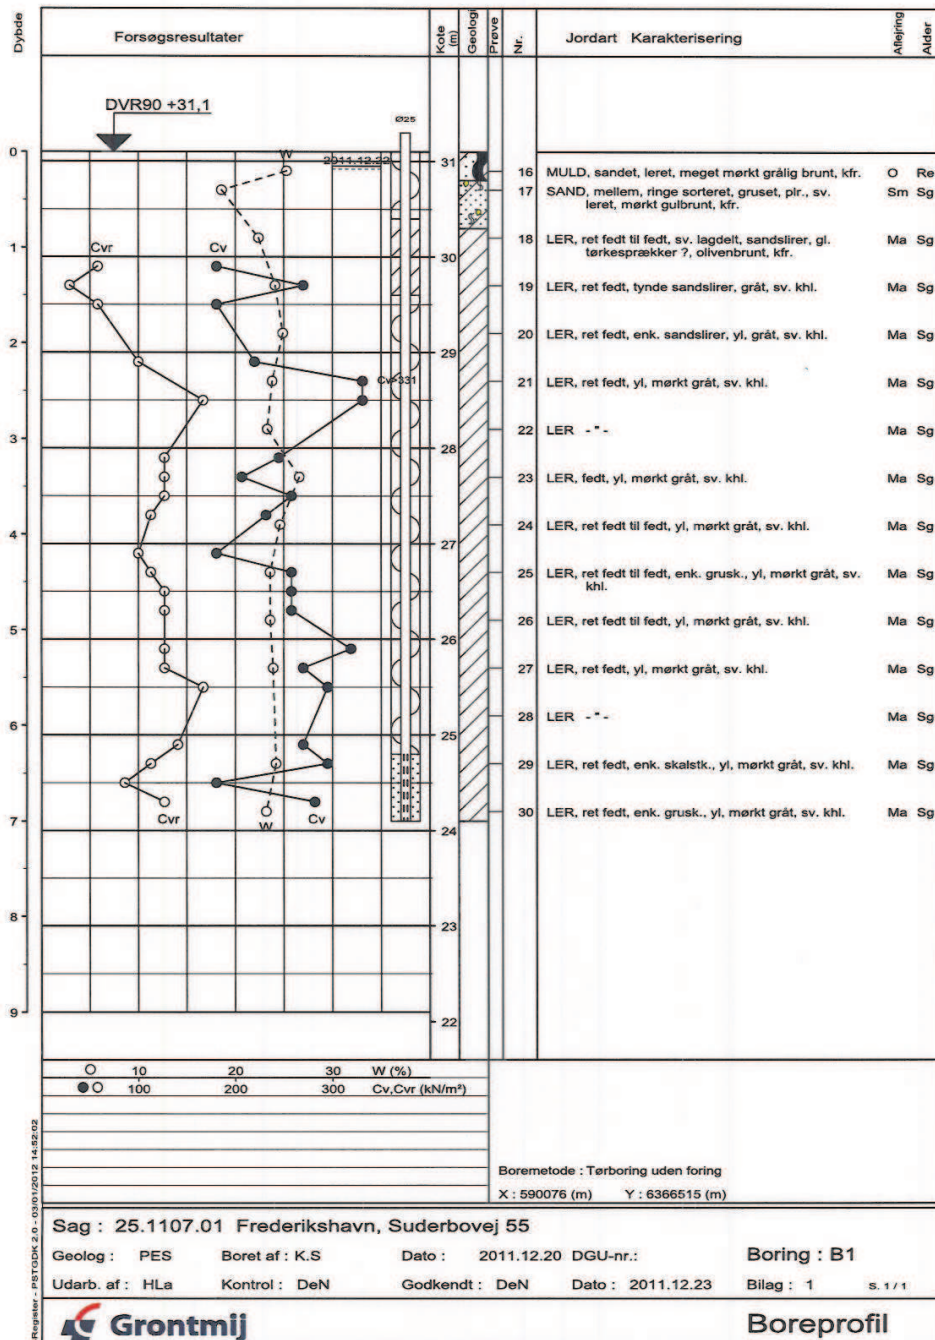 Dybde
Forsøgsresultater
Kote (m)
Geologi
Prøve
Nr.
Jordart Karakterisering
Aflejring
Alder
DVR90 +31,1
Ø25
0
W
2011.12.22
31
16 MULD, sandet, leret, meget mørkt grålig brunt, kfr. O Re
17 SAND, mellem, ringe sorteret, gruset, plr., sv. Sm Sg
leret, mørkt gulbrunt, kfr.
Cvr
Cv
1
30
18 LER, ret fedt til fedt, sv. lagdelt, sandslirer, gl. Ma Sg
tørkesprækker ?, olivenbrunt, kfr.
19 LER, ret fedt, tynde sandslirer, gråt, sv. khl. Ma Sg
2
29
20 LER, ret fedt, enk. sandslirer, yl, gråt, sv. khl. Ma Sg
Cv>331
21 LER, ret fedt, yl, mørkt gråt, sv. khl. Ma Sg
3
28
22 LER -"- Ma Sg
23 LER, fedt, yl, mørkt gråt, sv. khl. Ma Sg
4
27
24 LER, ret fedt til fedt, yl, mørkt gråt, sv. khl. Ma Sg
25 LER, ret fedt til fedt, enk. grusk., yl, mørkt gråt, sv. Ma Sg
khl.
5
26
26 LER, ret fedt til fedt, yl, mørkt gråt, sv. khl. Ma Sg
27 LER, ret fedt, yl, mørkt gråt, sv. khl. Ma Sg
6
25
28 LER -"- Ma Sg
29 LER, ret fedt, enk. skalstk., yl, mørkt gråt, sv. khl. Ma Sg
Cvr
W
Cv
7
24
30 LER, ret fedt, enk. grusk., yl, mørkt gråt, sv. khl. Ma Sg
8
23
9
22
10 20 30 W (%)
100 200 300 Cv,Cvr (kN/m²)
Boremetode : Tørboring uden foring
X : 590076 (m) Y : 6366515 (m)
Register - PSTGDK 2.0 - 03/01/2012 14:52:02
Sag : 25.1107.01 Frederikshavn, Suderbovej 55
Geolog : PES Boret af : K.S Dato : 2011.12.20 DGU-nr.: Boring : B1
Udarb. af : HLa Kontrol : DeN Godkendt : DeN Dato : 2011.12.23 Bilag : 1 S. 1 / 1
Grontmij
Boreprofil